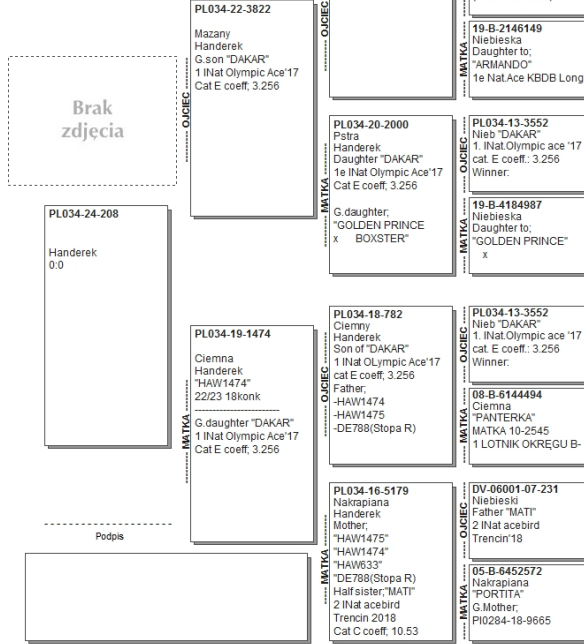 Brak
zdjęcia
PL034-24-208
Handerek
0:0
Podpis
OJCIEC
PL034-22-3822
Mazany
Handerek
G.son "DAKAR"
1 INat Olympic Ace'17
Cat E coeff; 3.256
MATKA
PL034-19-1474
Ciemna
Handerek
"HAW1474"
22/23 18konk
-------------------------
G.daughter "DAKAR"
1 INat Olympic Ace'17
Cat E coeff; 3.256
OJCIEC
MATKA
PL034-20-2000
Pstra
Handerek
Daughter "DAKAR"
1e INat Olympic Ace'17
Cat E coeff; 3.256
G.daughter;
"GOLDEN PRINCE
x BOXSTER"
OJCIEC
PL034-18-782
Ciemny
Handerek
Son of "DAKAR"
1 INat OLympic Ace'17
cat E coeff; 3.256
Father;
-HAW1474
-HAW1475
-DE788(Stopa R)
MATKA
PL034-16-5179
Nakrapiana
Handerek
Mother;
"HAW1475"
"HAW1474"
"HAW633"
"DE788(Stopa R)
Half sister;"MATI"
2 INat acebird
Trencin 2018
Cat C coeff; 10.53
MATKA
19-B-2146149
Niebieska
Daughter to;
"ARMANDO"
1e Nat.Ace KBDB Long
OJCIEC
PL034-13-3552
Nieb "DAKAR"
1. INat.Olympic ace '17
cat. E coeff.: 3.256
Winner:
MATKA
19-B-4184987
Niebieska
Daughter to;
"GOLDEN PRINCE"
x
OJCIEC
PL034-13-3552
Nieb "DAKAR"
1. INat.Olympic ace '17
cat. E coeff.: 3.256
Winner:
MATKA
08-B-6144494
Ciemna
"PANTERKA"
MATKA 10-2545
1 LOTNIK OKRĘGU B-
OJCIEC
DV-06001-07-231
Niebieski
Father "MATI"
2 INat acebird
Trencin'18
MATKA
05-B-6452572
Nakrapiana
"PORTITA"
G.Mother;
Pl0284-18-9665